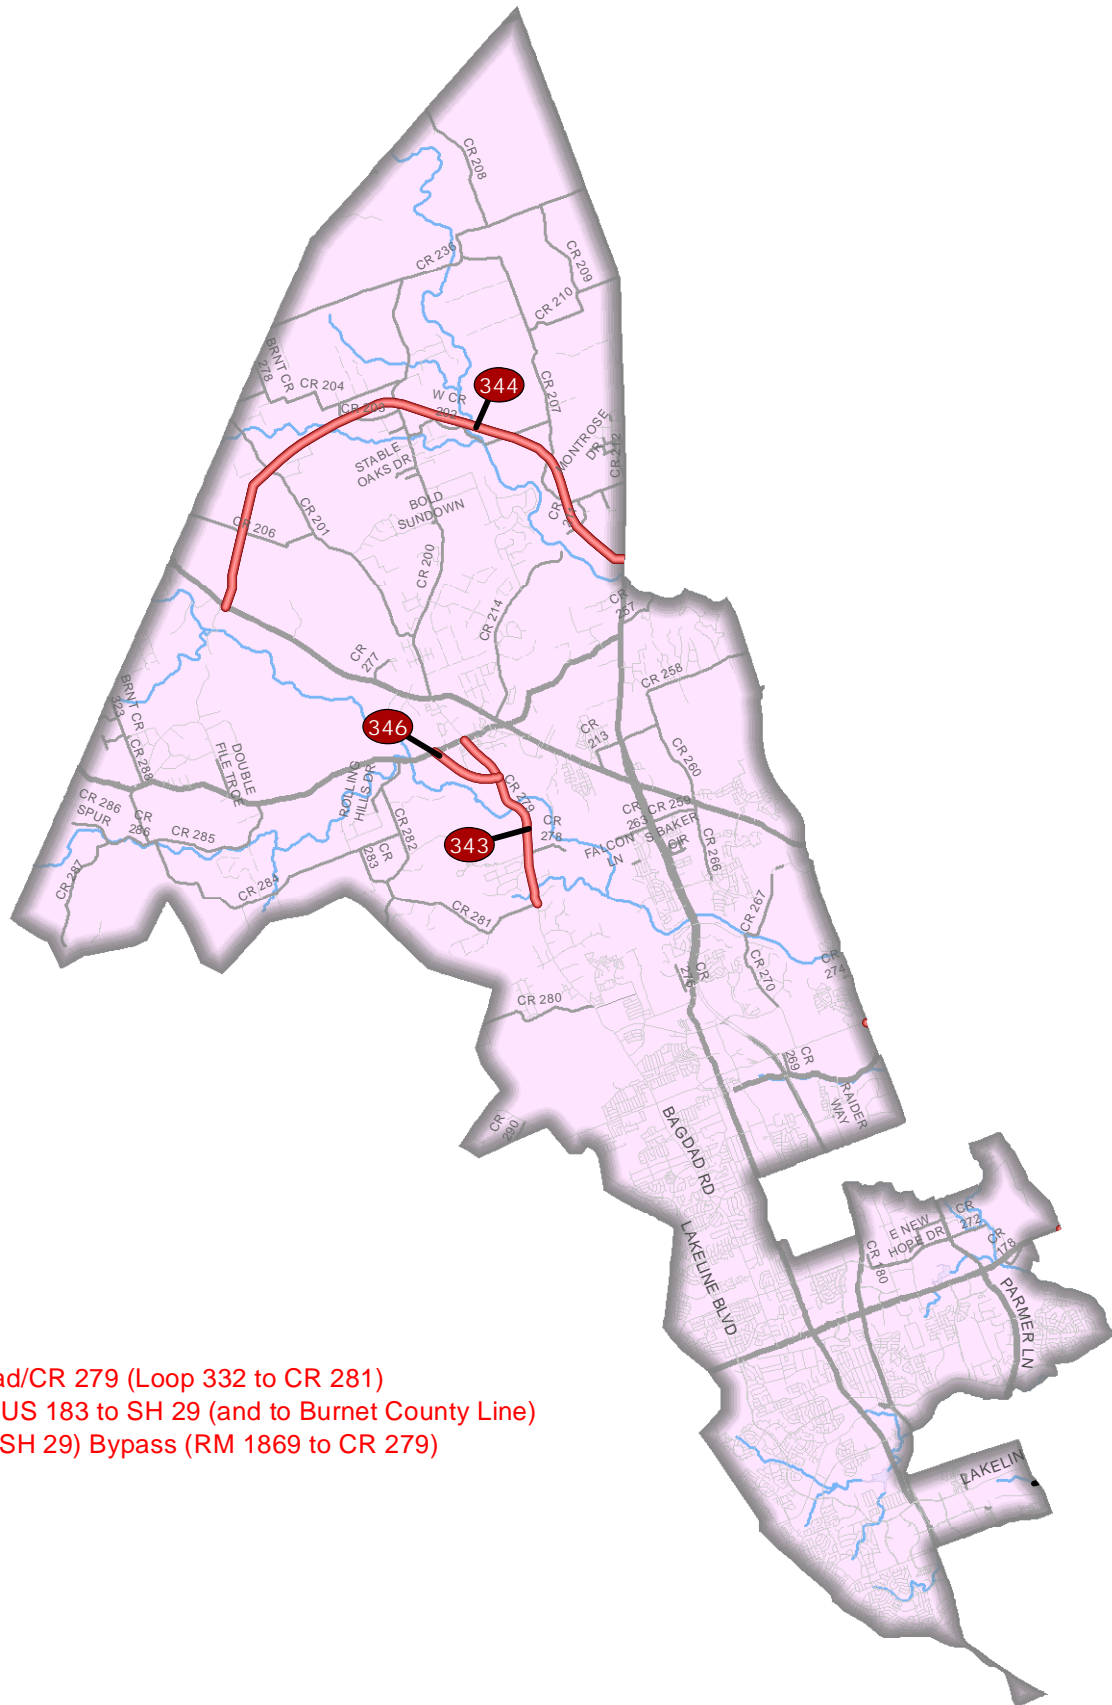 CR 208
CR 236
CR 209
CR 210
BRNT CR
278
CR 204
CR 203
W CR
202
344
CR 207
MONTROSE
DR
CR 212
STABLE
OAKS DR
BOLD
SUNDOWN
CR 201
CR 206
CR
CR 200
CR 214
CR
257
CR
277
CR 258
BRNT CR
323
CR 288
346
CR
213
CR 260
DOUBLE
FILE TRCE
ROLLING
HILLS DR
CR 279
CR 286
SPUR
CR
286
CR 285
CR 282
CR
283
343
CR
278
CR
263
CR 259
FALCON
LN
S BAKER
CIR
CR 266
CR 287
CR 284
CR 281
CR 267
CR 270
CR
274
CR
276
CR 280
CR
269
RAIDER
WAY
CR
290
BAGDAD RD
LAKELINE BLVD
E NEW
HOPE DR
CR
272
CR
178
CR 180
PARMER LN
ad/CR 279 (Loop 332 to CR 281)
US 183 to SH 29 (and to Burnet County Line)
SH 29) Bypass (RM 1869 to CR 279)
LAKELIN